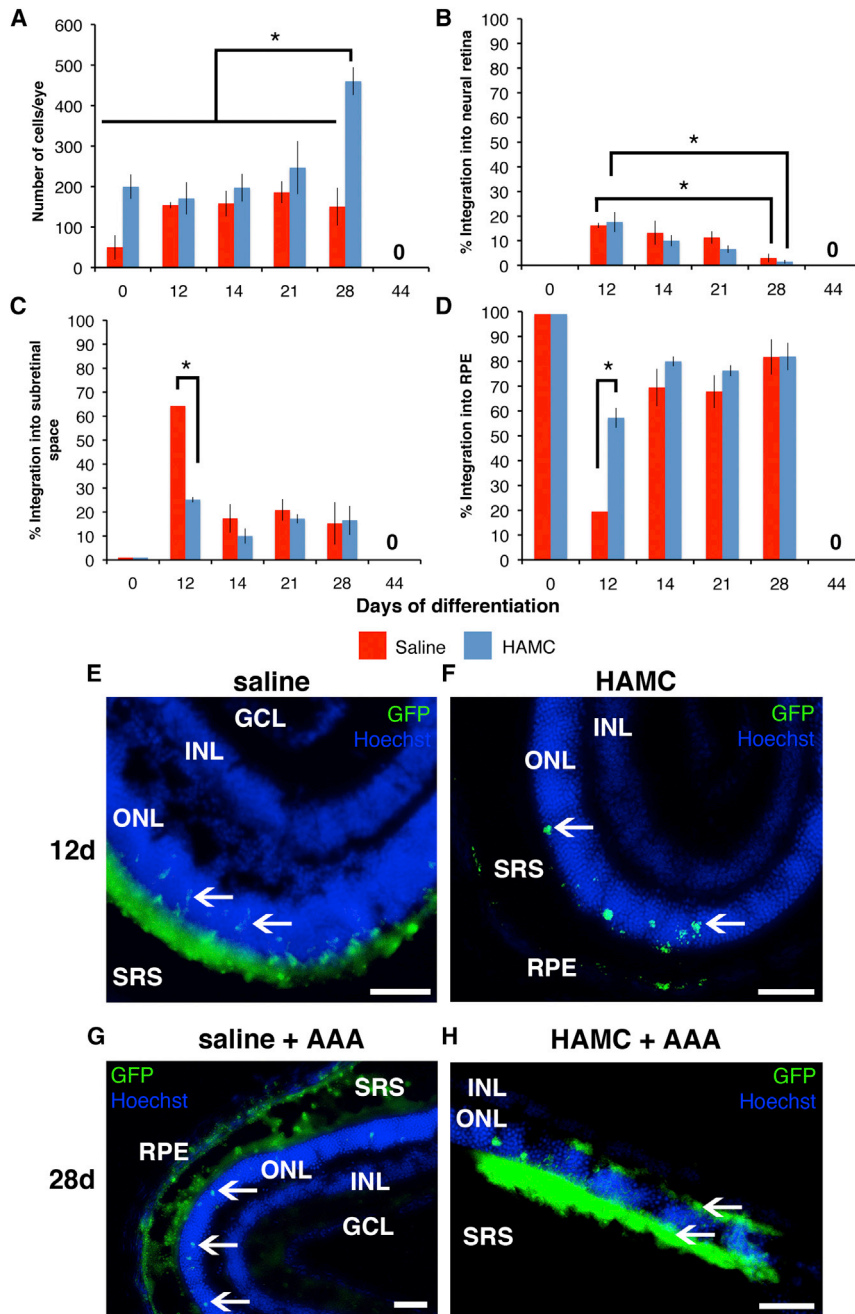 A
Number of cells/eye
600
500
400
300
200
100
0
*
0
0 12 14 21 28 44
B
% Integration into neural retina
100
90
80
70
60
50
40
30
20
10
0
*
*
0
0 12 14 21 28 44
C
% Integration into subretinal
space
100
90
80
70
60
50
40
30
20
10
0
*
0
0 12 14 21 28 44
D
% Integration into RPE
100
90
80
70
60
50
40
30
20
10
0
*
0
0 12 14 21 28 44
Days of differentiation
Saline HAMC
12d
E saline
GFP
Hoechst
GCL
INL
ONL
SRS
F HAMC
GFP
Hoechst
INL
ONL
SRS
RPE
28d
G saline + AAA
GFP
Hoechst
SRS
RPE
ONL
INL
GCL
H HAMC + AAA
GFP
Hoechst
INL
ONL
SRS